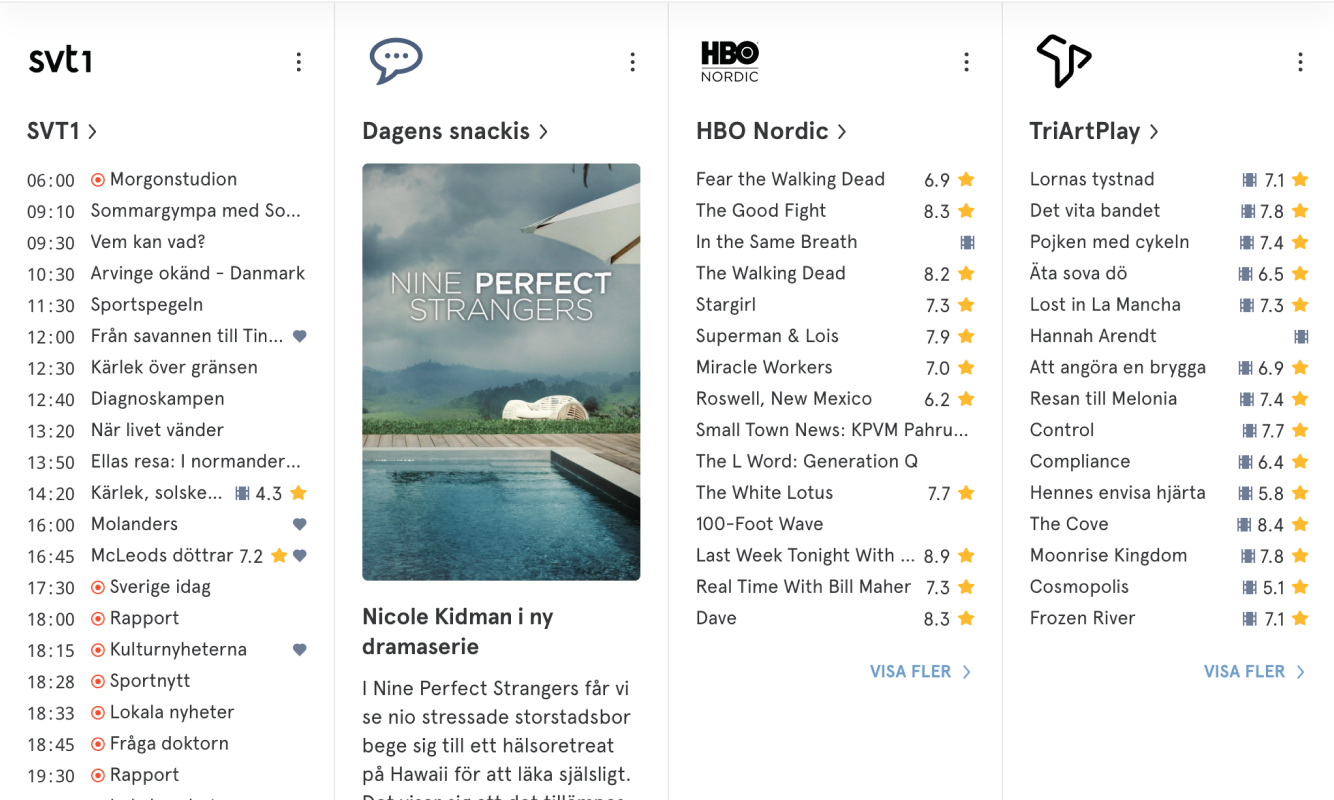 svt1
SVT1
06:00 Morgonstudion
09:10 Sommargympa med So...
09:30 Vem kan vad?
10:30 Arvinge okänd - Danmark
11:30 Sportspegeln
12:00 Från savannen till Tin...
12:30 Kärlek över gränsen
12:40 Diagnoskampen
13:20 När livet vänder
13:50 Ellas resa: I normander...
14:20 Kärlek, solske... 4.3
16:00 Molanders
16:45 McLeods döttrar 7.2
17:30 Sverige idag
18:00 Rapport
18:15 Kulturnyheterna
18:28 Sportnytt
18:33 Lokala nyheter
18:45 Fråga doktorn
19:30 Rapport
Dagens snackis
NINE PERFECT
STRANGERS
Nicole Kidman i ny
dramaserie
I Nine Perfect Strangers får vi
se nio stressade storstadsbor
bege sig till ett hälsoretreat
på Hawaii för att läka själsligt.
HBO
NORDIC
HBO Nordic
Fear the Walking Dead 6.9
The Good Fight 8.3
In the Same Breath
The Walking Dead 8.2
Stargirl 7.3
Superman & Lois 7.9
Miracle Workers 7.0
Roswell, New Mexico 6.2
Small Town News: KPVM Pahru...
The L Word: Generation Q
The White Lotus 7.7
100-Foot Wave
Last Week Tonight With ... 8.9
Real Time With Bill Maher 7.3
Dave 8.3
VISA FLER
TriArtPlay
Lornas tystnad 7.1
Det vita bandet 7.8
Pojken med cykeln 7.4
Äta sova dö 6.5
Lost in La Mancha 7.3
Hannah Arendt
Att angöra en brygga 6.9
Resan till Melonia 7.4
Control 7.7
Compliance 6.4
Hennes envisa hjärta 5.8
The Cove 8.4
Moonrise Kingdom 7.8
Cosmopolis 5.1
Frozen River 7.1
VISA FLER